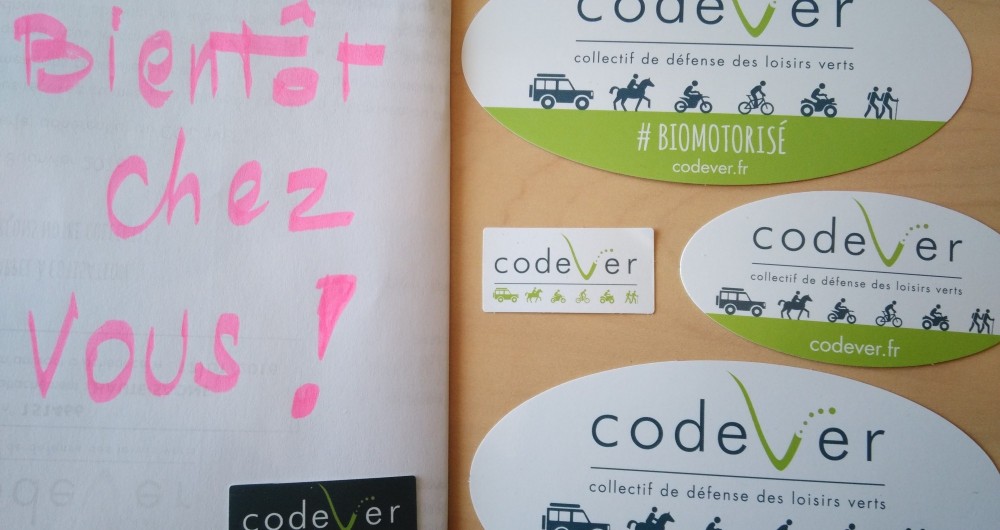 Bientôt
chez
vous !
codever
codever
collectif de défense des loisirs verts
# BIOMOTORISÉ
codever.fr
codever
codever
collectif de défense des loisirs verts
codever.fr
codever
collectif de défense des loisirs verts